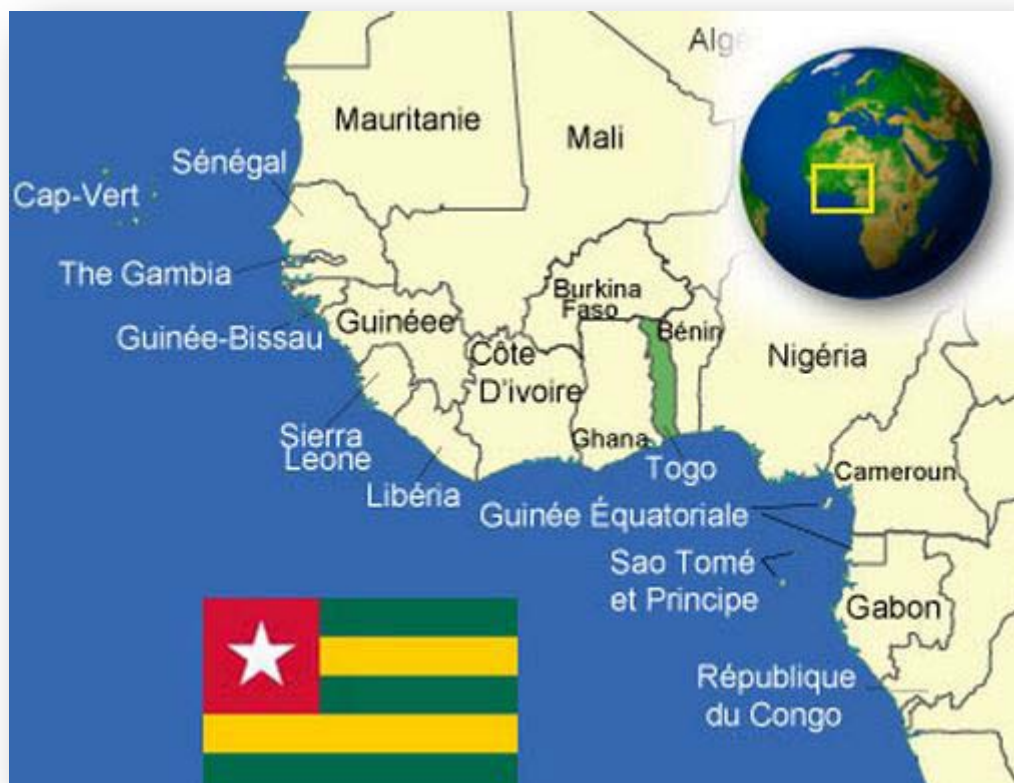 Algé
Mauritanie
Mali
Sénégal
Cap-Vert
The Gambia
Burkina
Faso
Guinée-Bissau
Guinéee
Bénin
Nigéria
Côte
D'ivoire
Sierra
Leone
Ghana
Togo
Cameroun
Libéria
Guinée Équatoriale
Sao Tomé
et Principe
Gabon
République
du Congo